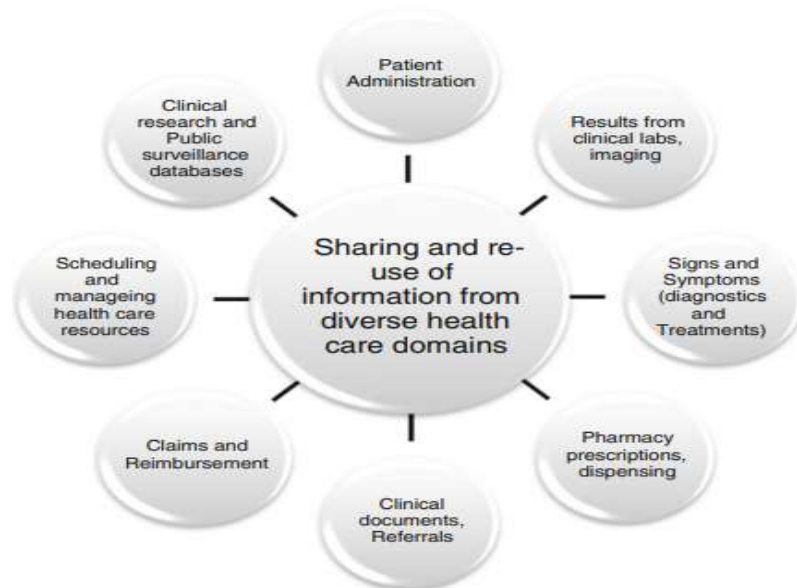 Patient
Administration
Results from
clinical labs,
imaging
Signs and
Symptoms
(diagnostics
and
Treatments)
Pharmacy
prescriptions,
dispensing
Clinical
documents,
Referrals
Claims and
Reimbursement
Scheduling
and
manageing
health care
resources
Clinical
research and
Public
surveillance
databases
Sharing and re-
use of
information from
diverse health
care domains